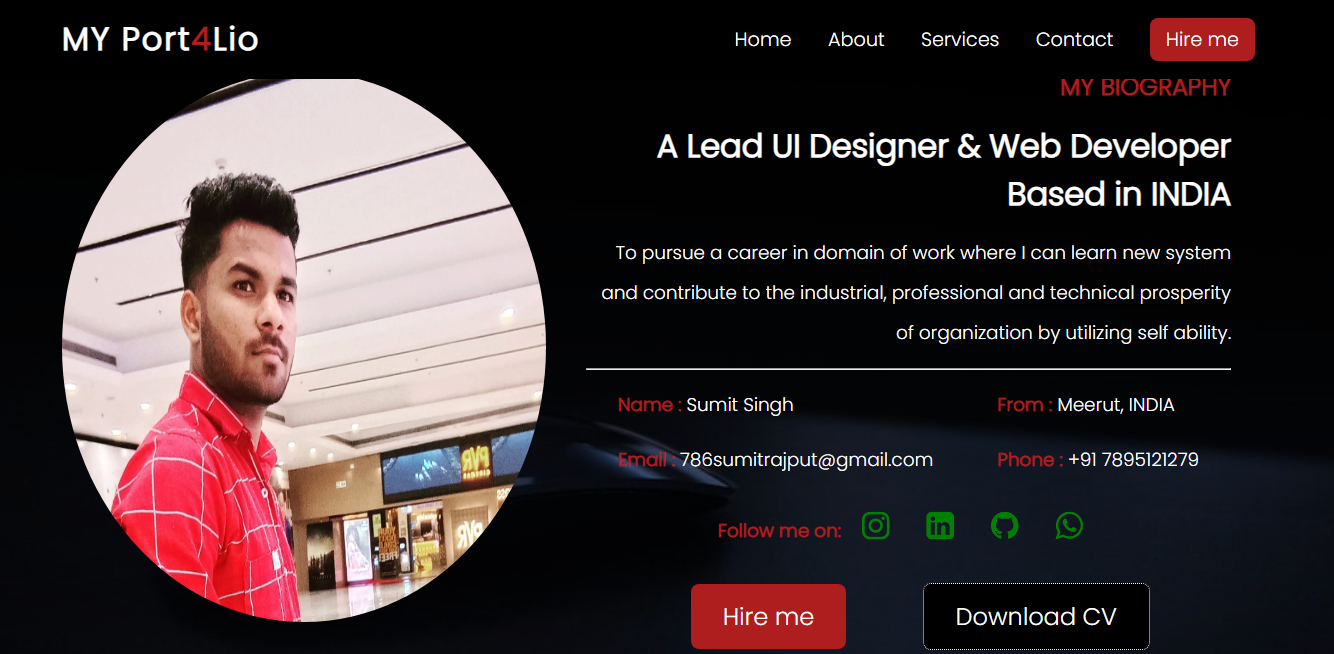 MY Port4Lio
Home About Services Contact Hire me
MY BIOGRAPHY
A Lead UI Designer & Web Developer
Based in INDIA
To pursue a career in domain of work where I can learn new system
and contribute to the industrial, professional and technical prosperity
of organization by utilizing self ability.
Name : Sumit Singh
From : Meerut, INDIA
Email : 786sumitrajput@gmail.com
Phone : +91 7895121279
Follow me on:
in
Hire me
Download CV
PVR
PVR